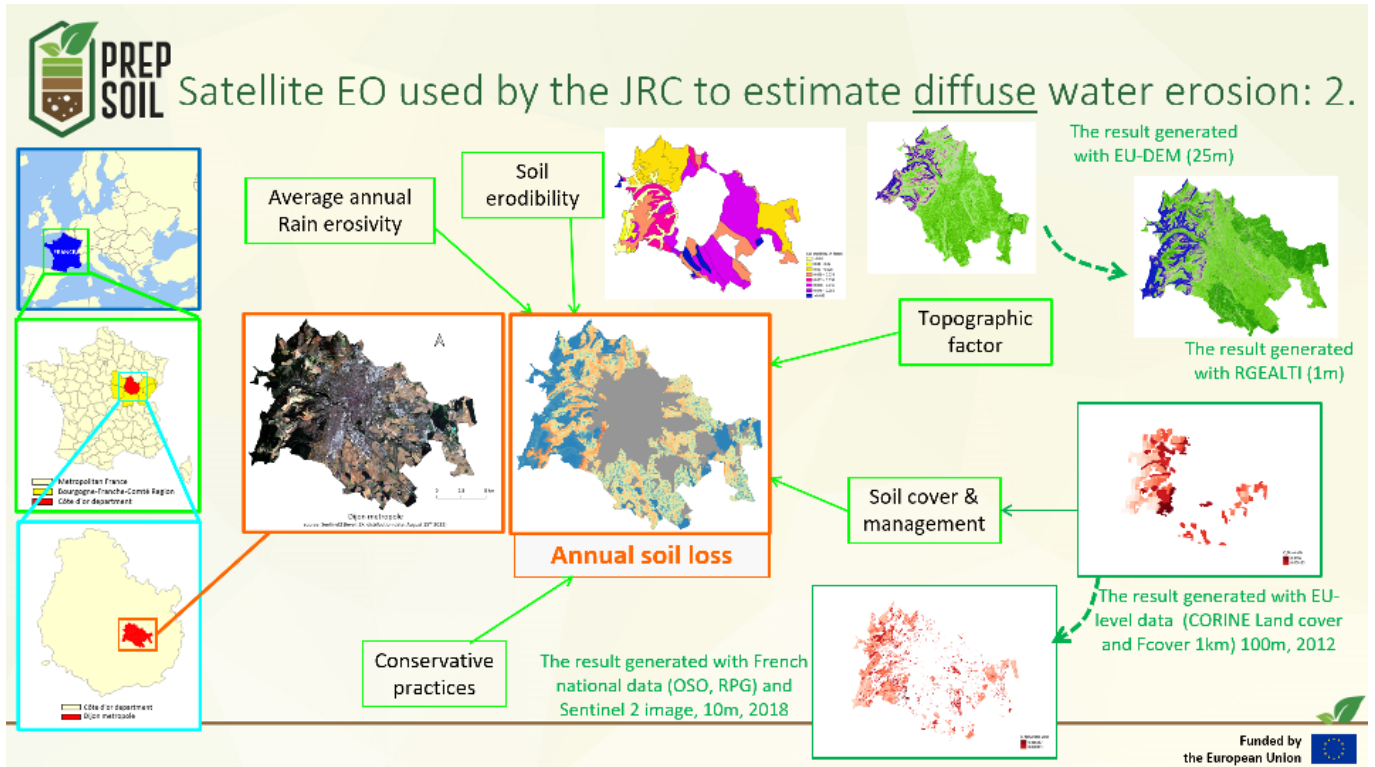 PREP
SOIL
Satellite EO used by the JRC to estimate diffuse water erosion: 2.
The result generated
with EU-DEM (25m)
Soil
erodibility
Average annual
Rain erosivity
FRANCE
Topographic
factor
The result generated
with RGEALTI (1m)
Metropolitan France
Bourgogne-Franche-Comté Region
Côte d'or department
Dijon metropole
Soil cover &
management
Annual soil loss
The result generated with EU-
level data (CORINE Land cover
and Fcover 1km) 100m, 2012
Conservative
practices
The result generated with French
national data (OSO, RPG) and
Sentinel 2 image, 10m, 2018
Côte d'or department
Dijon metropole
Funded by
the European Union